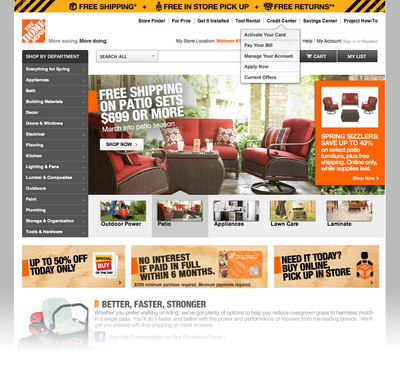 FREE SHIPPING* + FREE IN STORE PICK UP + FREE RETURNS**
THE HOME DEPOT
More saving. More doing.™
Store Finder
For Pros
Get It Installed
Tool Rental
Credit Center
Savings Center
Project How-To
Activate Your Card
Pay Your Bill
Manage Your Account
Apply Now
Current Offers
My Store Location: Midtown
Help
My Account (Sign in or Register)
SHOP BY DEPARTMENT
SEARCH ALL
CART
MY LIST
Everything for Spring
Appliances
Bath
Building Materials
Decor
Doors & Windows
Electrical
Flooring
Kitchen
Lighting & Fans
Lumber & Composites
Outdoors
Paint
Plumbing
Storage & Organization
Tools & Hardware
FREE SHIPPING
ON PATIO SETS
$699 OR MORE
March into patio season
SHOP NOW
SPRING SIZZLERS:
SAVE UP TO 40%
on select patio
furniture, plus free
shipping. Online only,
while supplies last.
Shop Now
Outdoor Power
Patio
Appliances
Lawn Care
Laminate
UP TO 50% OFF
TODAY ONLY
SPECIAL
BUY
OF THE DAY
NO INTEREST
IF PAID IN FULL
WITHIN 6 MONTHS.
$299 minimum purchase required. Minimum payments required.
NEED IT TODAY?
BUY ONLINE
PICK UP IN STORE
BETTER, FASTER, STRONGER
Whether you prefer walking or riding, we've got plenty of options to help you reduce overgrown grass to harmless mulch
in a single pass. You'll do it faster and better with the power and performance of mowers from the leading brands. We'll
get you started with free shipping on most mowers.
Join the Conversation on Our Facebook Page